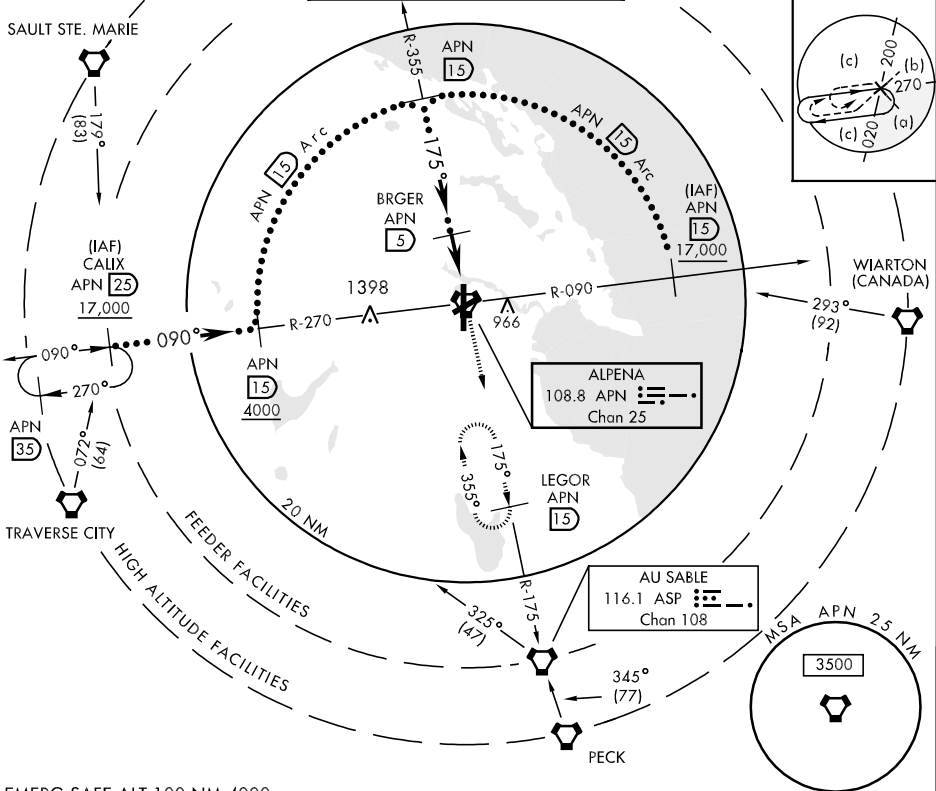 SAULT STE. MARIE
179°
(83)
R-355
APN
15
APN 15 Arc
APN 15 Arc
175°
BRGER
APN
5
(IAF)
APN
15
17,000
(c)
200
(b)
270
(c)
020
(a)
(IAF)
CALIX
APN 25
17,000
090°
R-270
1398
966
R-090
WIARTON
(CANADA)
293°
(92)
090°
270°
APN
35
072°
(64)
TRAVERSE CITY
APN
15
4000
ALPENA
108.8 APN
Chan 25
175°
355°
LEGOR
APN
15
20 NM
FEEDER FACILITIES
HIGH ALTITUDE FACILITIES
R-175
325°
(47)
AU SABLE
116.1 ASP
Chan 108
345°
(77)
PECK
MSA APN 25 NM
3500
EMERG SAFE ALT 100 NM 4000